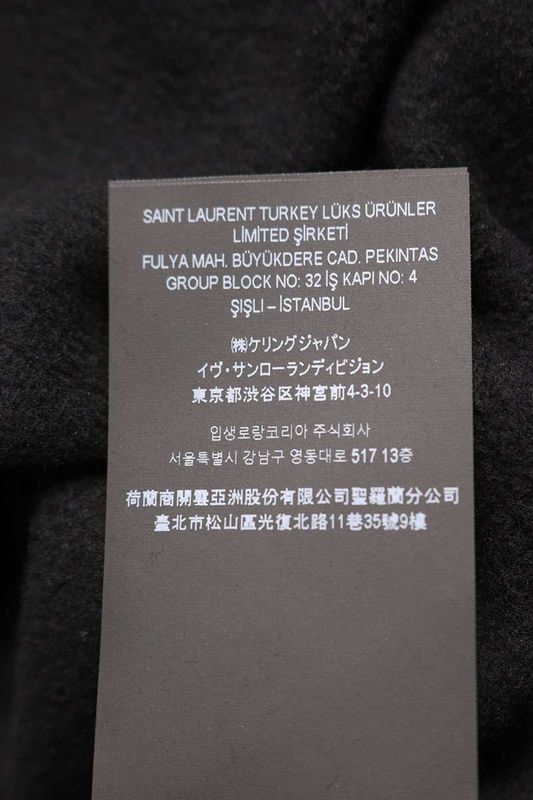 SAINT LAURENT TURKEY LÜKS ÜRÜNLER
LIMITED ŞİRKETİ
FULYA MAH. BÜYÜKDERE CAD. PEKINTAS
GROUP BLOCK NO: 32 İŞ KAPI NO: 4
ŞIŞLI – İSTANBUL
㈱ケリングジャパン
イヴ・サンローランディビジョン
東京都渋谷区神宮前4-3-10
입생로랑코리아 주식회사
서울특별시 강남구 영동대로 517 13층
荷蘭商開雲亞洲股份有限公司聖羅蘭分公司
臺北市松山區光復北路11巷35號9樓